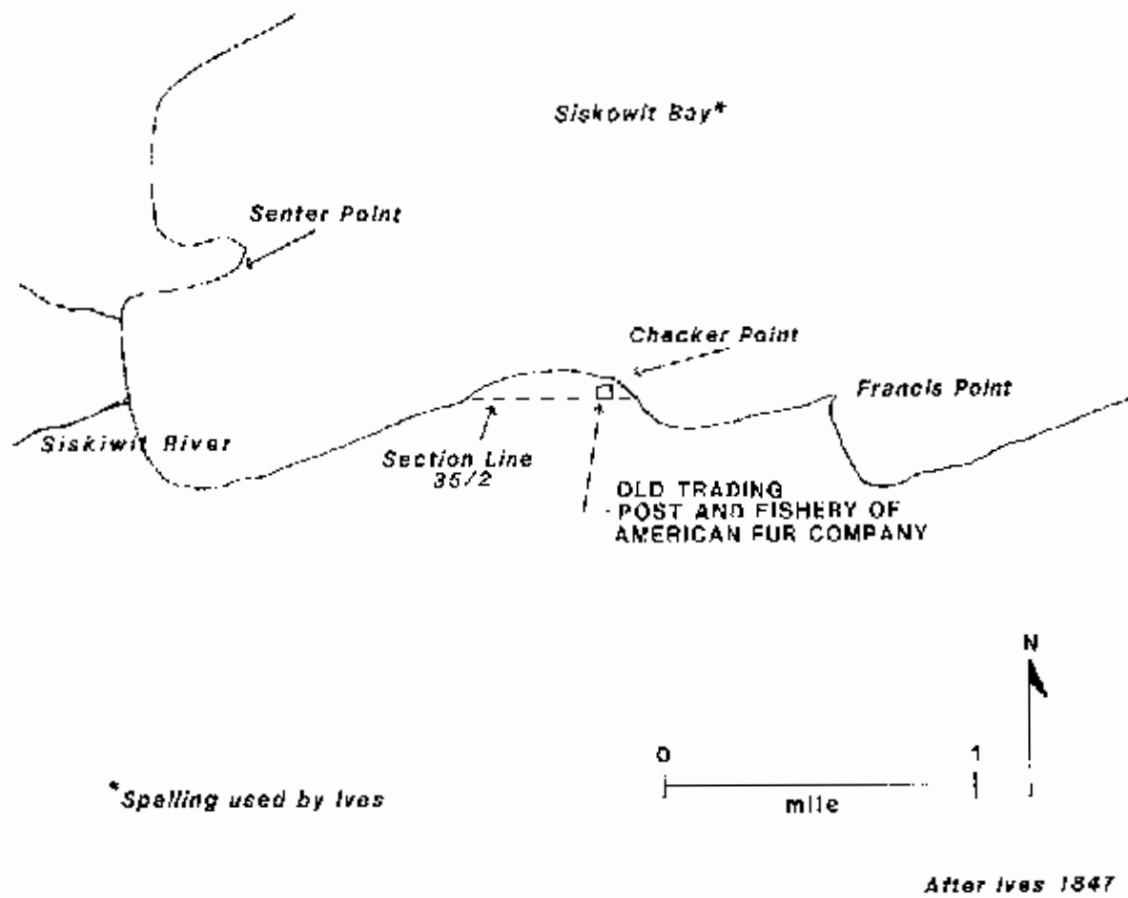 Siskowit Bay*
Senter Point
Checker Point
Francis Point
Siskiwit River
Section Line
35/2
OLD TRADING
POST AND FISHERY OF
AMERICAN FUR COMPANY
N
0 1
mile
*Spelling used by Ives
After Ives 1847